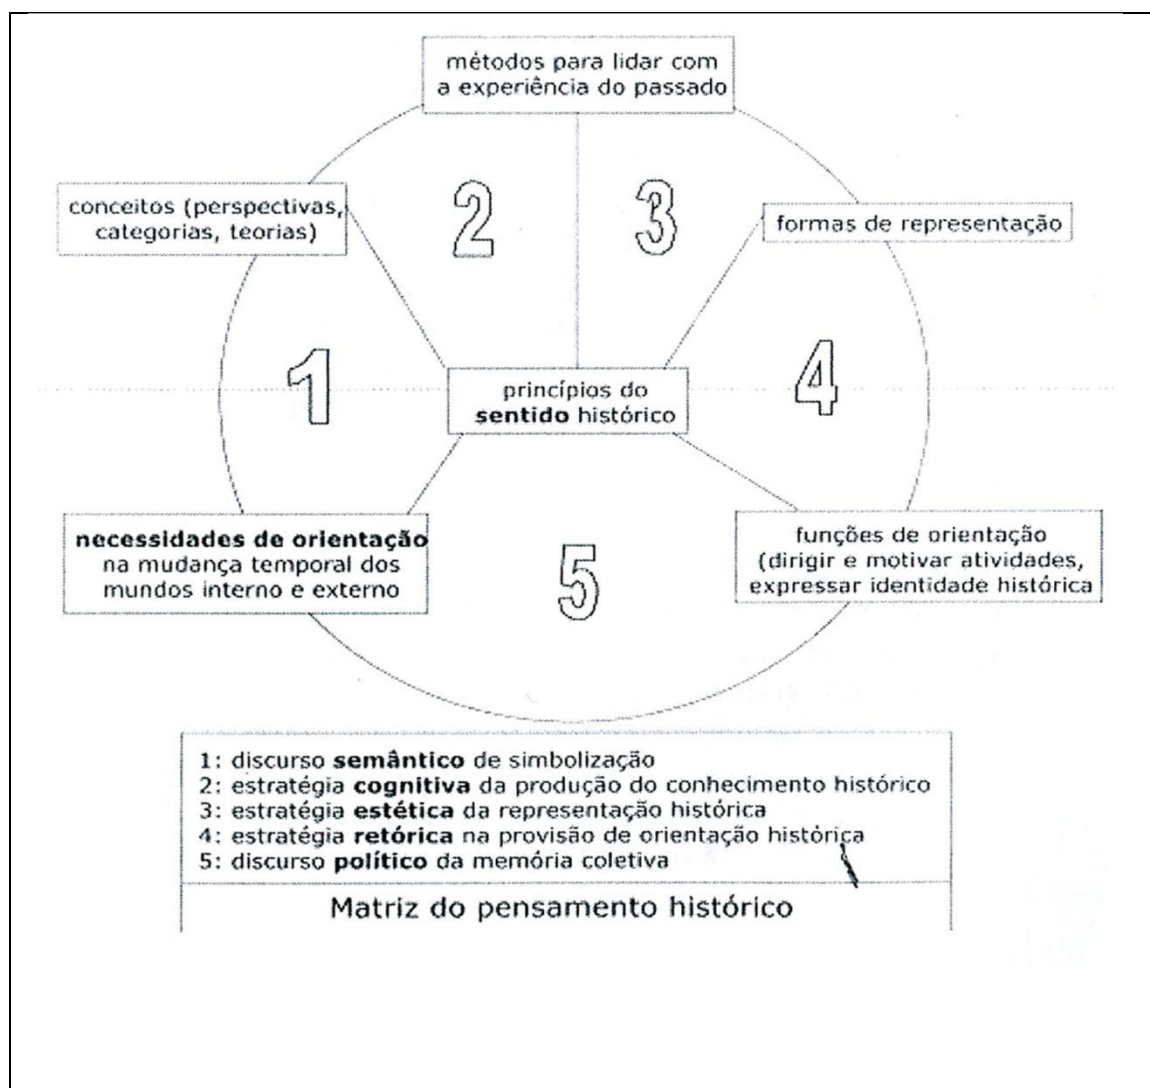 métodos para lidar com
a experiência do passado
2
3
conceitos (perspectivas,
categorias, teorias)
formas de representação
1
4
princípios do
sentido histórico
necessidades de orientação
na mudança temporal dos
mundos interno e externo
funções de orientação
(dirigir e motivar atividades,
expressar identidade histórica
5
1: discurso semântico de simbolização
2: estratégia cognitiva da produção do conhecimento histórico
3: estratégia estética da representação histórica
4: estratégia retórica na provisão de orientação histórica
5: discurso político da memória coletiva
Matriz do pensamento histórico